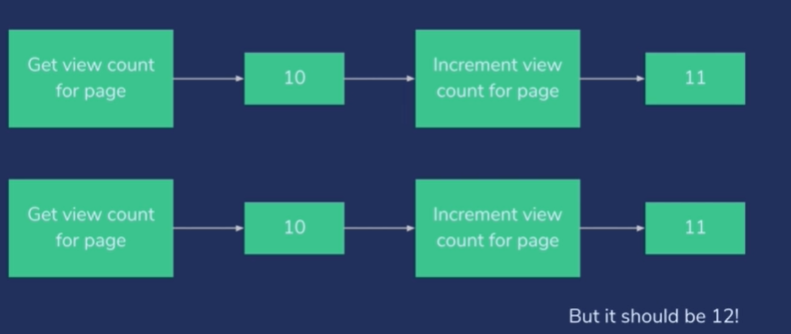 Get view count
for page
10
Increment view
count for page
11
Get view count
for page
10
Increment view
count for page
11
But it should be 12!